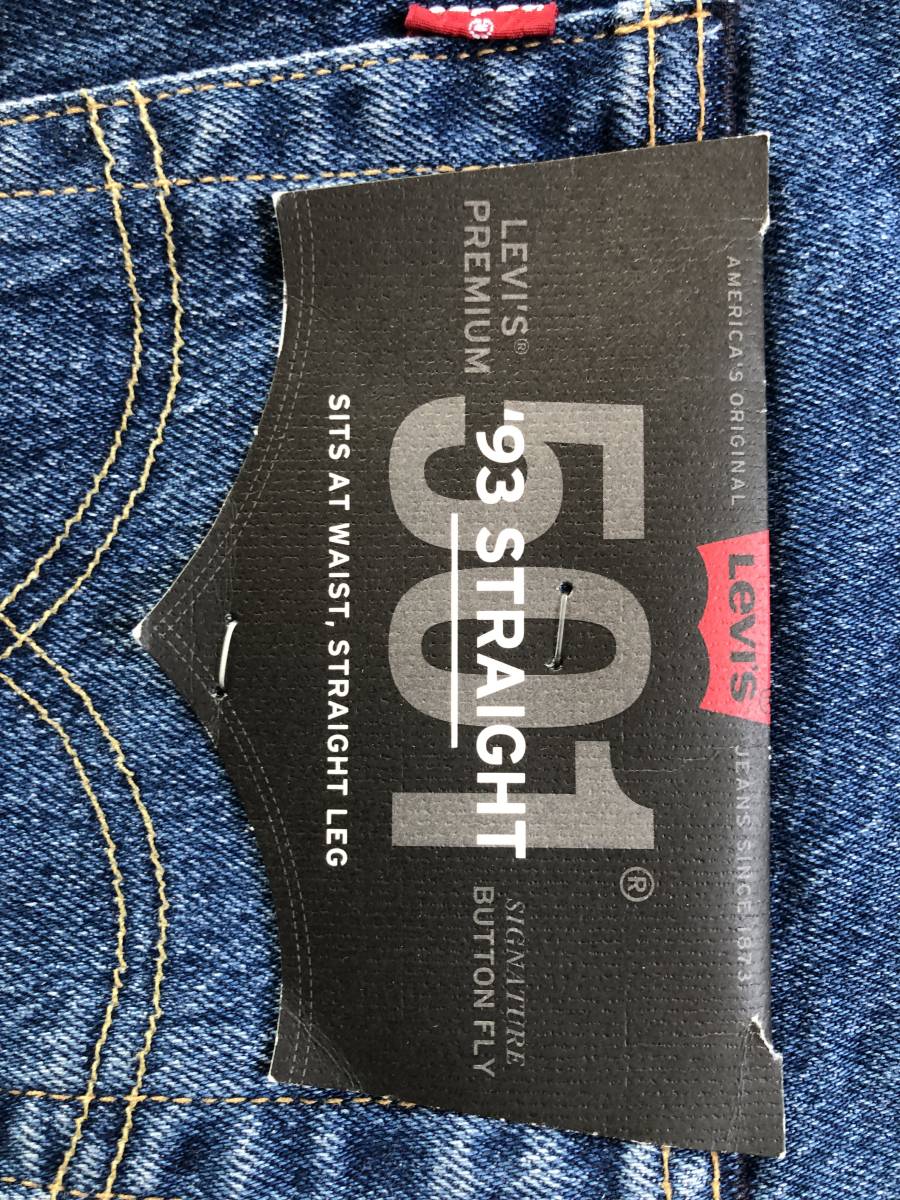 AMERICA'S ORIGINAL
Levi's
JEANS SINCE 1873
501®
LEVI'S®
PREMIUM
'93 STRAIGHT
SIGNATURE
BUTTON FLY
SITS AT WAIST, STRAIGHT LEG